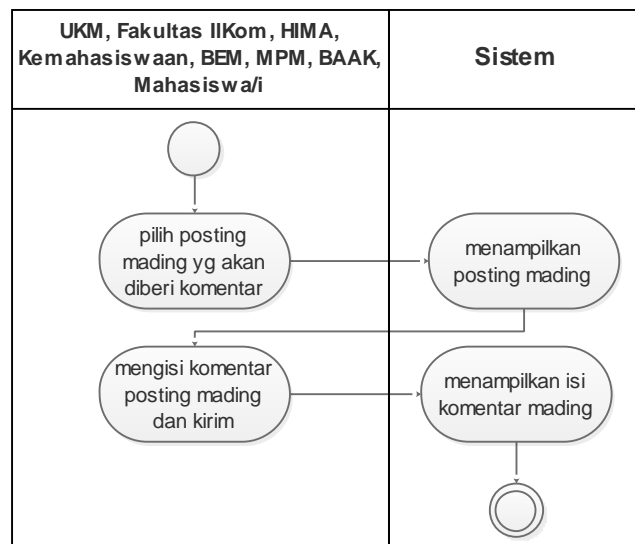 UKM, Fakultas IlKom, HIMA,
Kemahasiswaan, BEM, MPM, BAAK,
Mahasiswa/i
Sistem
pilih posting
mading yg akan
diberi komentar
menampilkan
posting mading
mengisi komentar
posting mading
dan kirim
menampilkan isi
komentar mading